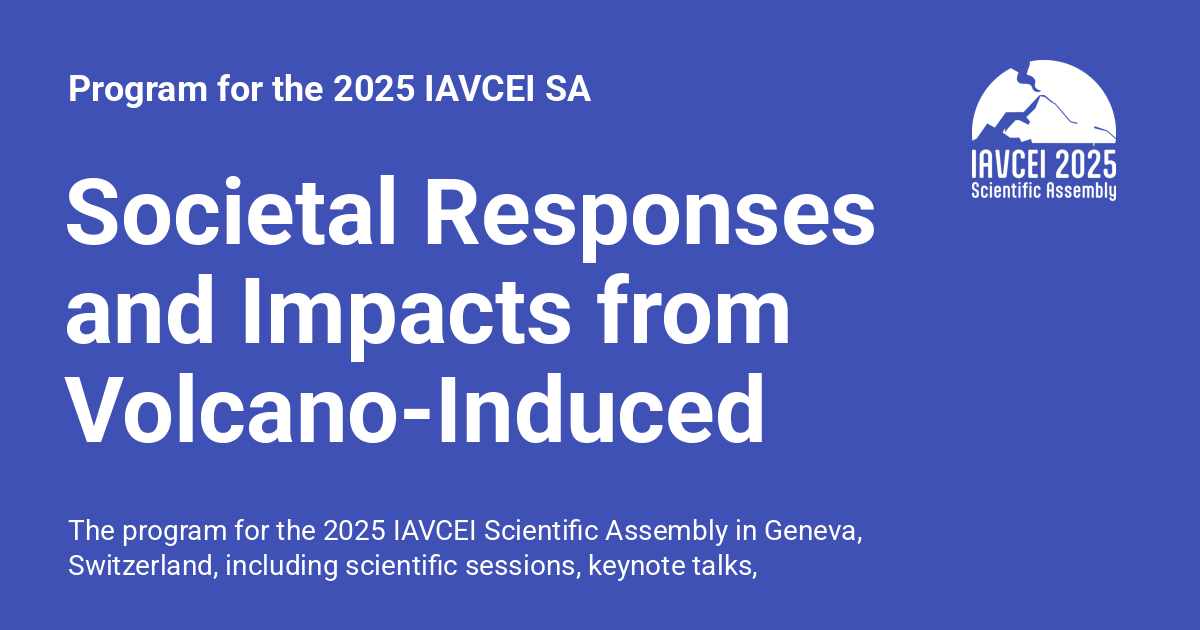 Program for the 2025 IAVCEI SA
IAVCEI 2025
Scientific Assembly
Societal Responses
and Impacts from
Volcano-Induced
The program for the 2025 IAVCEI Scientific Assembly in Geneva,
Switzerland, including scientific sessions, keynote talks,